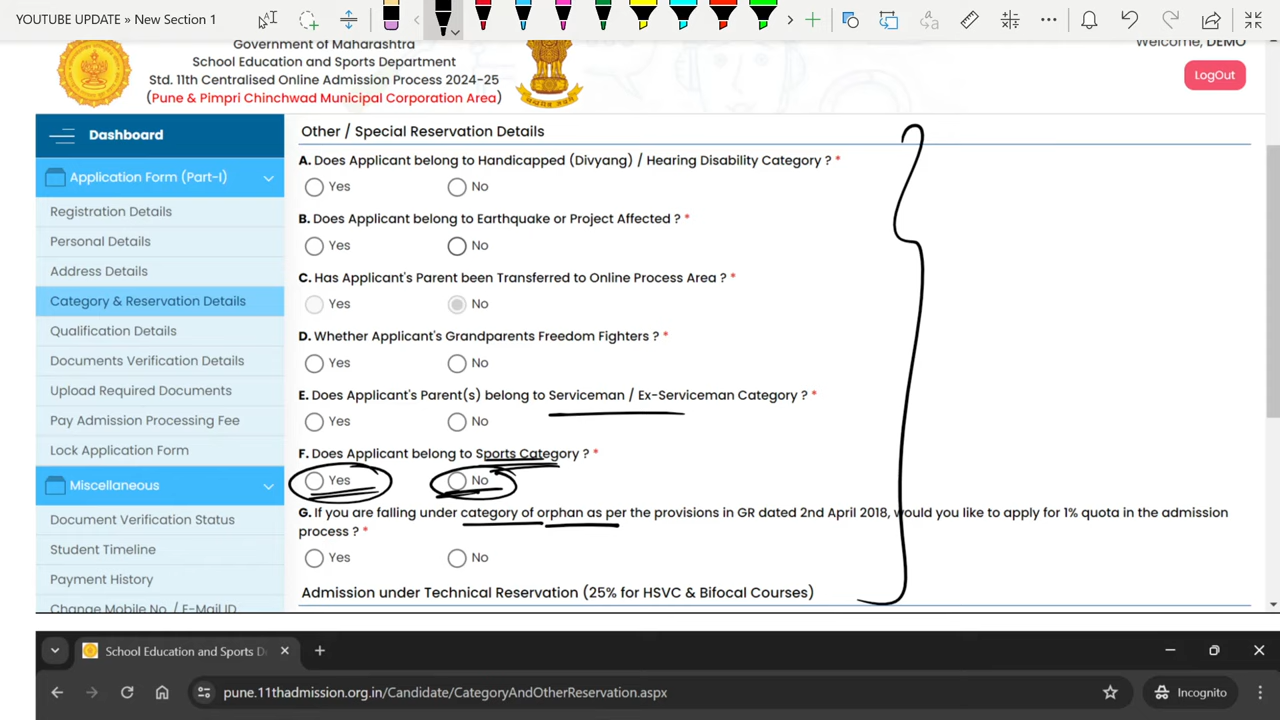 YOUTUBE UPDATE » New Section 1
Government of Maharashtra
School Education and Sports Department
Std. 11th Centralised Online Admission Process 2024-25
(Pune & Pimpri Chinchwad Municipal Corporation Area)
Welcome, DEMO
LogOut
Dashboard
Application Form (Part-I)
Registration Details
Personal Details
Address Details
Category & Reservation Details
Qualification Details
Documents Verification Details
Upload Required Documents
Pay Admission Processing Fee
Lock Application Form
Miscellaneous
Document Verification Status
Student Timeline
Payment History
Change Mobile No. / E-Mail ID
Other / Special Reservation Details
A. Does Applicant belong to Handicapped (Divyang) / Hearing Disability Category ? *
Yes No
B. Does Applicant belong to Earthquake or Project Affected ? *
Yes No
C. Has Applicant's Parent been Transferred to Online Process Area ? *
Yes No
D. Whether Applicant's Grandparents Freedom Fighters ? *
Yes No
E. Does Applicant's Parent(s) belong to Serviceman / Ex-Serviceman Category ? *
Yes No
F. Does Applicant belong to Sports Category ? *
Yes No
G. If you are falling under category of orphan as per the provisions in GR dated 2nd April 2018, would you like to apply for 1% quota in the admission
process ? *
Yes No
Admission under Technical Reservation (25% for HSVC & Bifocal Courses)
School Education and Sports D
pune.11thadmission.org.in/Candidate/CategoryAndOtherReservation.aspx
Incognito